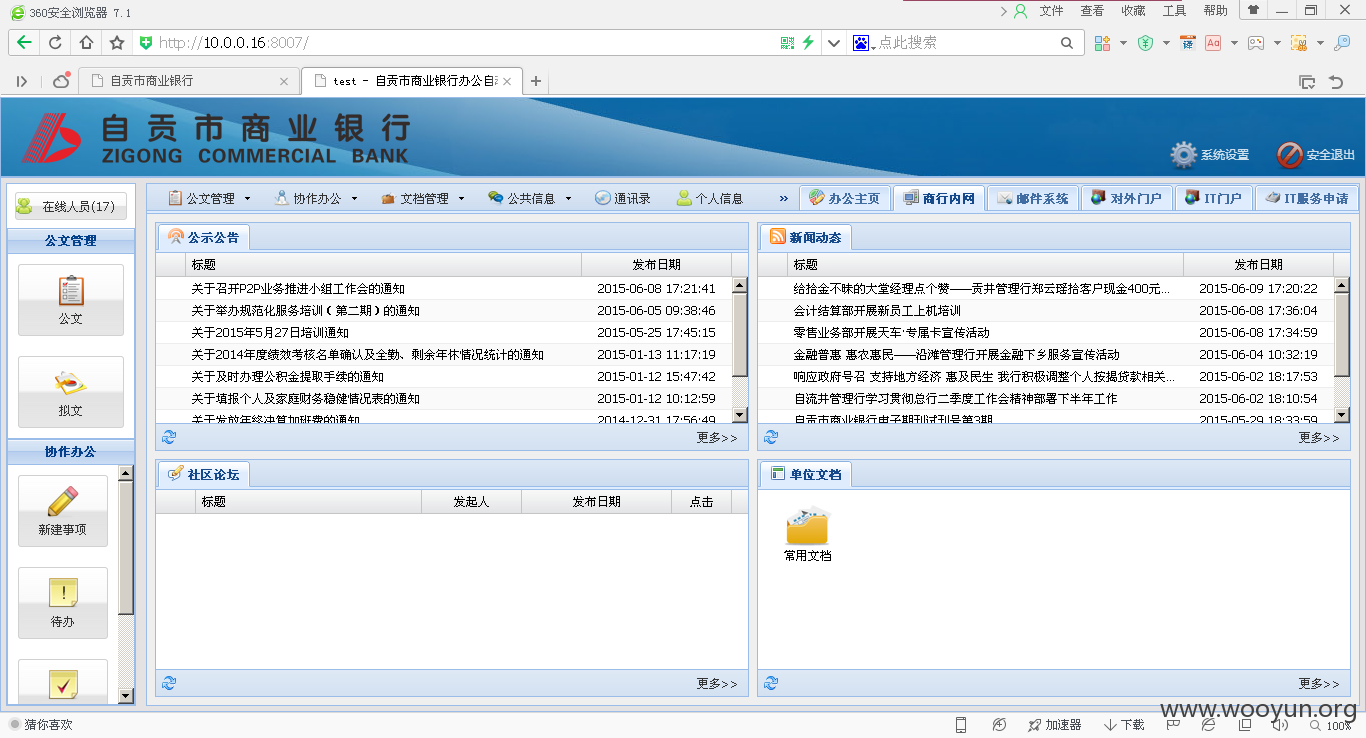 360安全浏览器 7.1
文件 查看 收藏 工具 帮助
http://10.0.0.16:8007/
点此搜索
译
Aa
自贡市商业银行
test - 自贡市商业银行办公自动
自贡市商业银行
ZIGONG COMMERCIAL BANK
系统设置 安全退出
在线人员(17)
公文管理 协作办公 文档管理 公共信息 通讯录 个人信息 » 办公主页 商行内网 邮件系统 对外门户 IT门户 IT服务申请
公文管理
公文
拟文
协作办公
新建事项
待办
公示公告
标题 发布日期
关于召开P2P业务推进小组工作会的通知 2015-06-08 17:21:41
关于举办规范化服务培训（第二期）的通知 2015-06-05 09:38:46
关于2015年5月27日培训通知 2015-05-25 17:45:15
关于2014年度绩效考核名单确认及全勤、剩余年休情况统计的通知 2015-01-13 11:17:19
关于及时办理公积金提取手续的通知 2015-01-12 15:47:42
关于填报个人及家庭财务稳健情况表的通知 2015-01-12 10:12:59
关于发放年终决算加班费的通知 2014-12-31 17:56:49
更多>>
新闻动态
标题 发布日期
给拾金不昧的大堂经理点个赞——贡井管理行郑云瑶拾客户现金400元... 2015-06-09 17:20:22
会计结算部开展新员工上机培训 2015-06-08 17:36:04
零售业务部开展天车·专属卡宣传活动 2015-06-08 17:34:59
金融普惠 惠农惠民——沿滩管理行开展金融下乡服务宣传活动 2015-06-04 10:32:19
响应政府号召 支持地方经济 惠及民生 我行积极调整个人按揭贷款相关... 2015-06-02 18:17:53
自流井管理行学习贯彻总行二季度工作会精神部署下半年工作 2015-06-02 18:10:54
自贡市商业银行电子期刊试刊号第3期 2015-05-29 18:33:59
更多>>
社区论坛
标题 发起人 发布日期 点击
更多>>
单位文档
常用文档
更多>>
www.wooyun.org
猜你喜欢
加速器 下载 100%